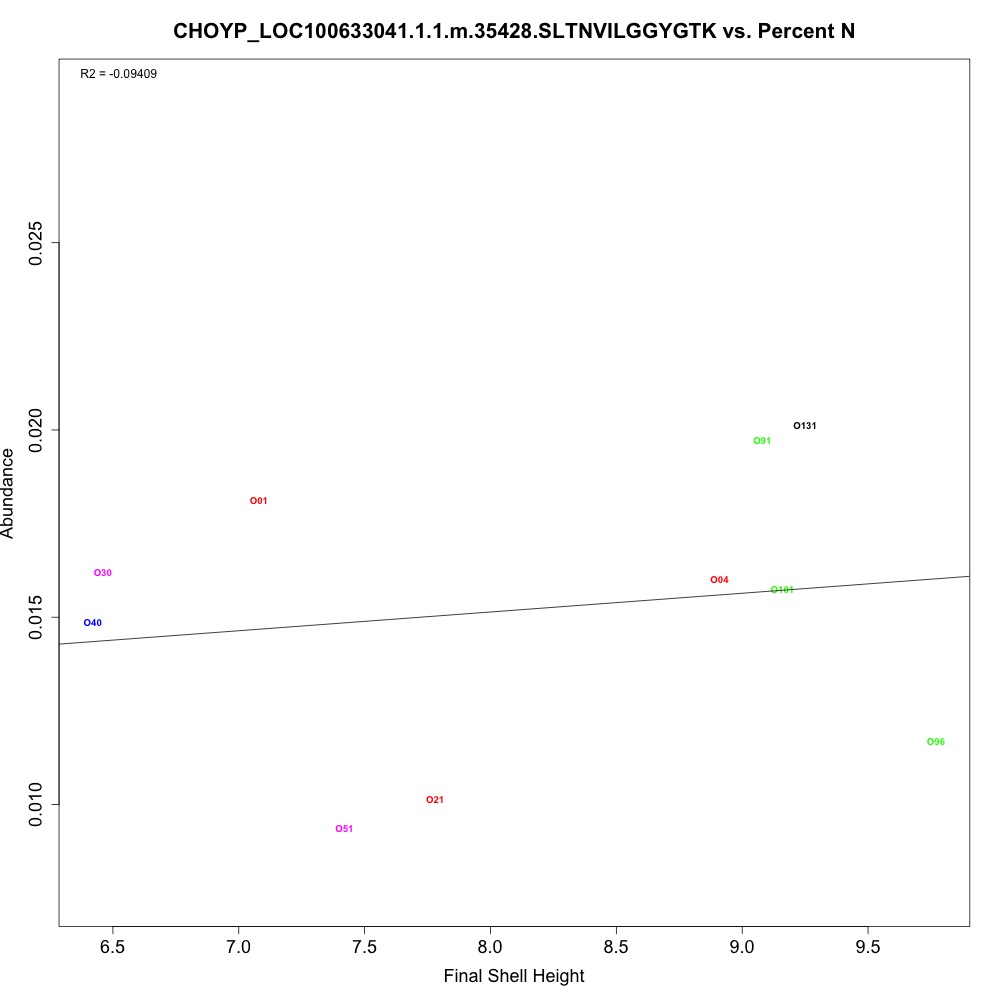 CHOYP_LOC100633041.1.1.m.35428.SLTNVILGGYGTK vs. Percent N
R2 = -0.09409
0.025
0.020
0.015
0.010
Abundance
O131
O91
O01
O30
O04
O101
O40
O96
O21
O51
6.5 7.0 7.5 8.0 8.5 9.0 9.5
Final Shell Height